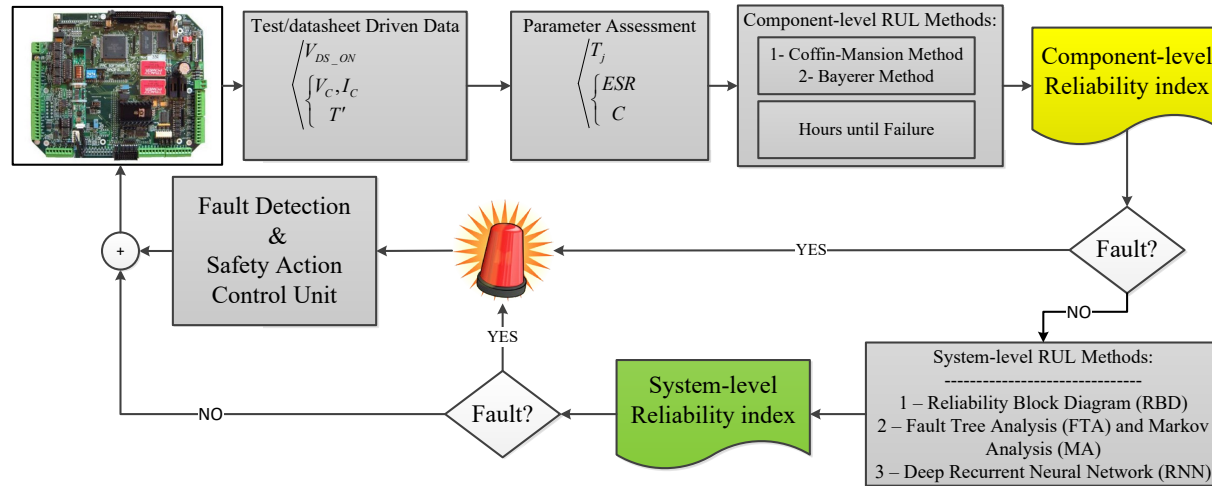 Test/datasheet Driven Data
V_DS_ON
V_C, I_C
T'
Parameter Assessment
T_j
ESR
C
Component-level RUL Methods:
1- Coffin-Mansion Method
2- Bayerer Method
Hours until Failure
Component-level
Reliability index
Fault?
YES
NO
Fault Detection
&
Safety Action
Control Unit
+
System-level RUL Methods:
-------------------------------
1 – Reliability Block Diagram (RBD)
2 – Fault Tree Analysis (FTA) and Markov
Analysis (MA)
3 – Deep Recurrent Neural Network (RNN)
System-level
Reliability index
Fault?
YES
NO